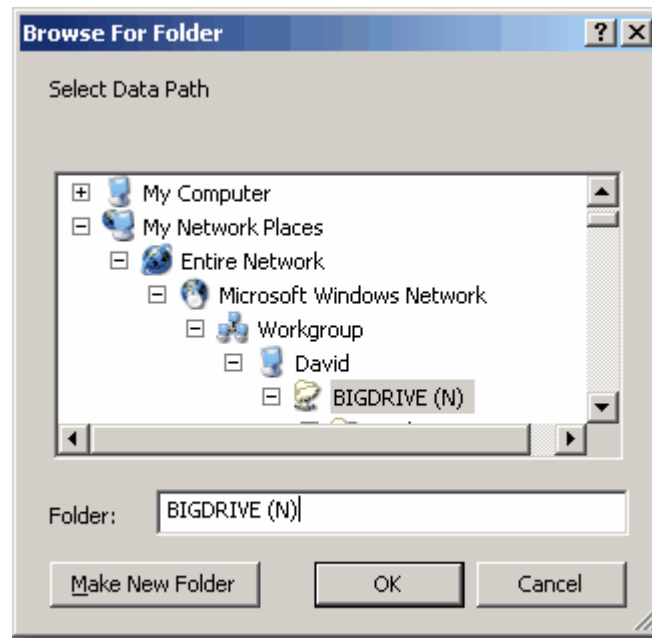 Browse For Folder
Select Data Path
My Computer
My Network Places
Entire Network
Microsoft Windows Network
Workgroup
David
BIGDRIVE (N)
Folder: BIGDRIVE (N)
Make New Folder OK Cancel